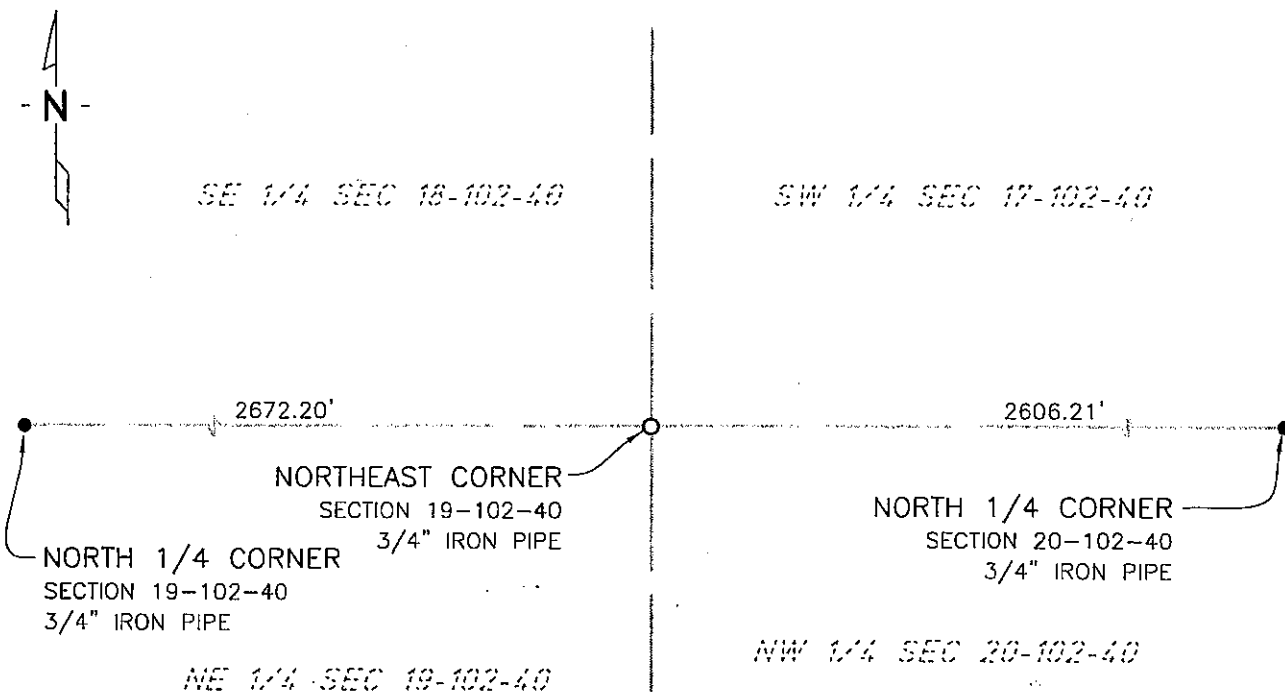 - N -
SE 1/4 SEC 18-102-40
SW 1/4 SEC 17-102-40
2672.20'
2606.21'
NORTHEAST CORNER
SECTION 19-102-40
3/4" IRON PIPE
NORTH 1/4 CORNER
SECTION 20-102-40
3/4" IRON PIPE
NORTH 1/4 CORNER
SECTION 19-102-40
3/4" IRON PIPE
NE 1/4 SEC 19-102-40
NW 1/4 SEC 20-102-40